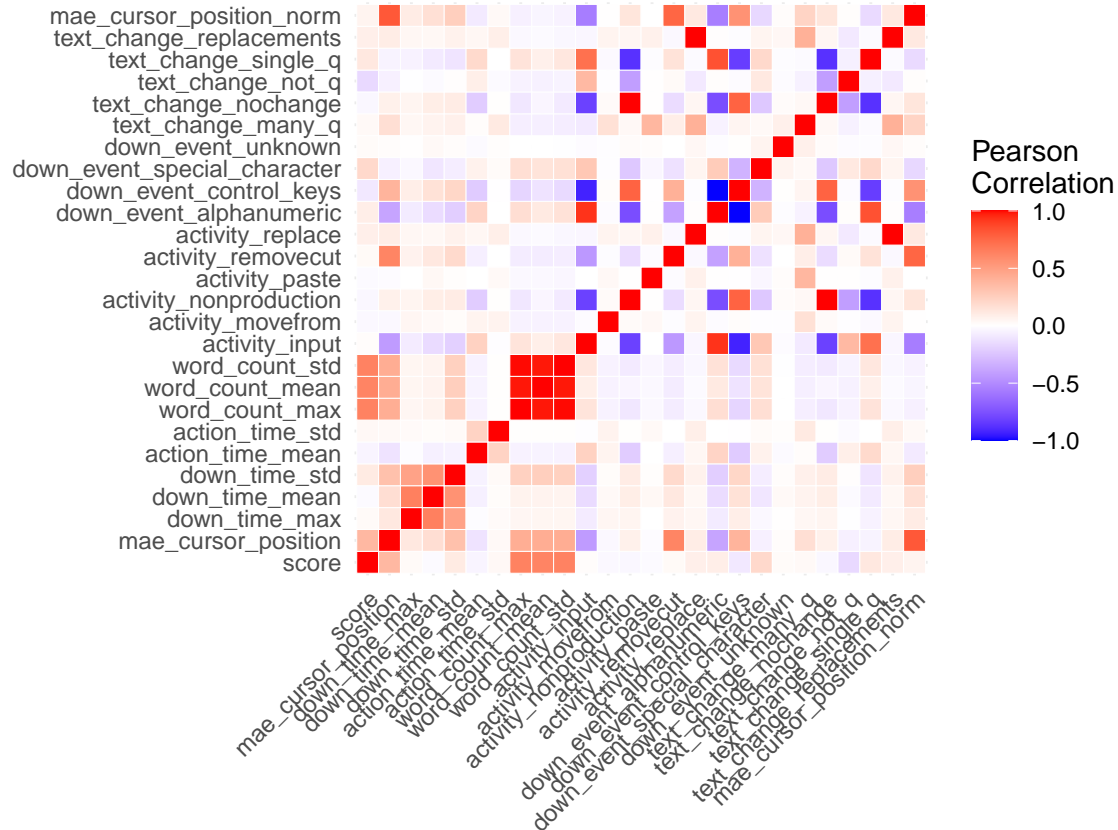 mae_cursor_position_norm
text_change_replacements
text_change_single_q
text_change_not_q
text_change_nochange
text_change_many_q
down_event_unknown
down_event_special_character
down_event_control_keys
down_event_alphanumeric
activity_replace
activity_removecut
activity_paste
activity_nonproduction
activity_movefrom
activity_input
word_count_std
word_count_mean
word_count_max
action_time_std
action_time_mean
down_time_std
down_time_mean
down_time_max
mae_cursor_position
score
score
mae_cursor_position
down_time_max
down_time_mean
down_time_std
action_time_mean
action_time_std
word_count_max
word_count_mean
word_count_std
activity_input
activity_movefrom
activity_nonproduction
activity_paste
activity_removecut
activity_replace
down_event_alphanumeric
down_event_control_keys
down_event_special_character
down_event_unknown
text_change_many_q
text_change_nochange
text_change_not_q
text_change_single_q
text_change_replacements
mae_cursor_position_norm
Pearson
Correlation
1.0
0.5
0.0
−0.5
−1.0